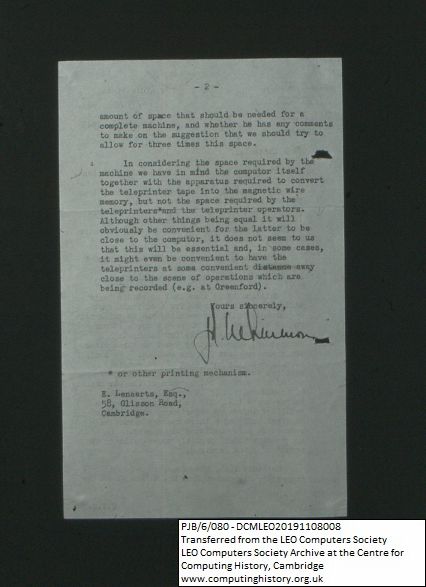 - 2 -
amount of space that should be needed for a
complete machine, and whether he has any comments
to make on the suggestion that we should try to
allow for three times this space.
In considering the space required by the
machine we have in mind the computor itself
together with the apparatus required to convert
the teleprinter tape into the magnetic wire
memory, but not the space required by the
teleprinters*and the teleprinter operators.
Although other things being equal it will
obviously be convenient for the latter to be
close to the computor, it does not seem to us
that this will be essential and, in some cases,
it might even be convenient to have the
teleprinters at some convenient distance away
close to the scene of operations which are
being recorded (e.g. at Greenford).
Yours sincerely,
* or other printing mechanism.
E. Lenaerts, Esq.,
58, Glisson Road,
Cambridge.
PJB/6/080 - DCMLEO20191108008
Transferred from the LEO Computers Society
LEO Computers Society Archive at the Centre for
Computing History, Cambridge
www.computinghistory.org.uk